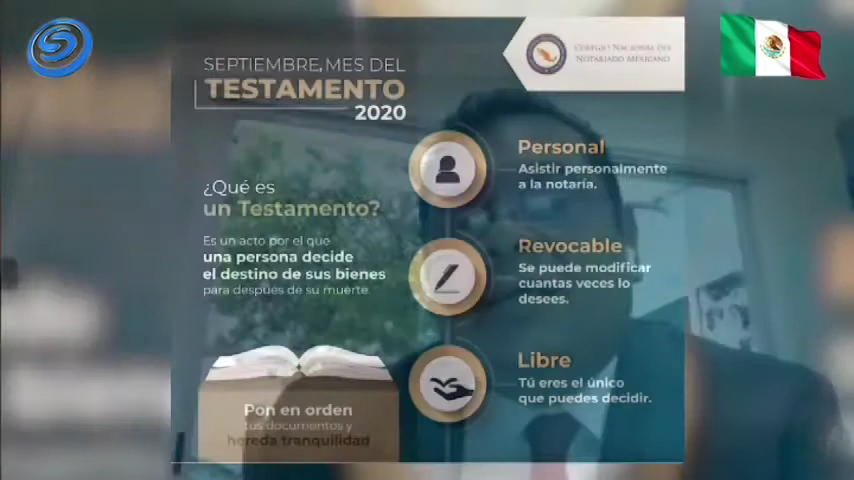 SEPTIEMBRE, MES DEL
TESTAMENTO
2020
COLEGIO NACIONAL DEL
NOTARIADO MEXICANO
¿Qué es
un Testamento?
Es un acto por el que
una persona decide
el destino de sus bienes
para después de su muerte.
Personal
Asistir personalmente
a la notaría.
Revocable
Se puede modificar
cuantas veces lo
desees.
Libre
Tú eres el único
que puedes decidir.
Pon en orden
tus documentos y
hereda tranquilidad